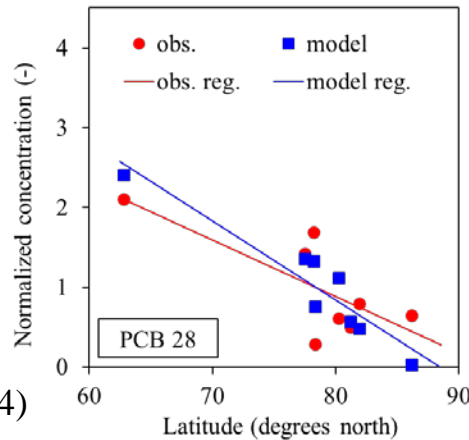 4
obs.
model
obs. reg.
model reg.
3
Normalized concentration (-)
2
1
PCB 28
0
4)
60
70
80
90
Latitude (degrees north)